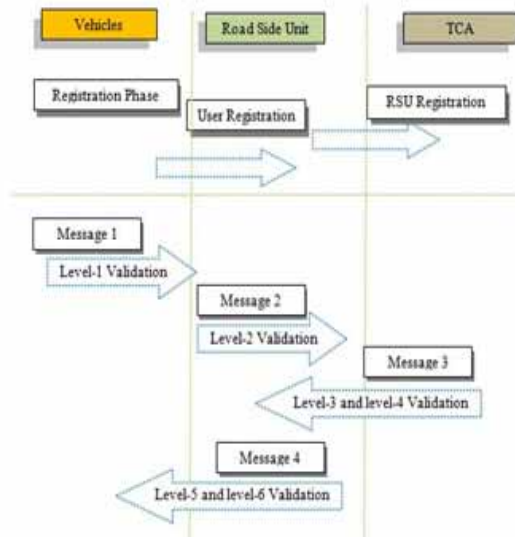 Vehicles
Road Side Unit
TCA
Registration Phase
User Registration
RSU Registration
Message 1
Level-1 Validation
Message 2
Level-2 Validation
Message 3
Level-3 and level-4 Validation
Message 4
Level-5 and level-6 Validation